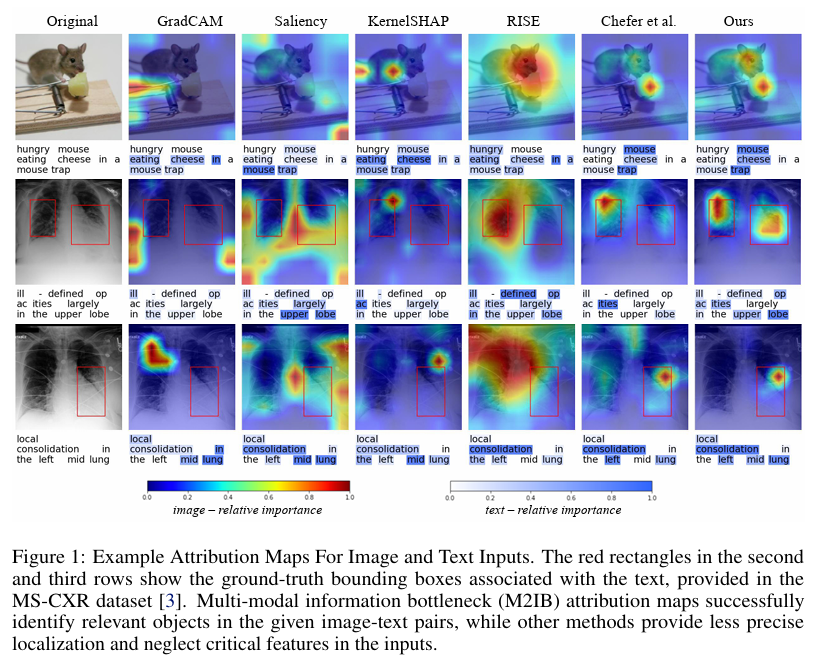 Original GradCAM Saliency KernelSHAP RISE Chefer et al. Ours
hungry mouse hungry mouse hungry mouse hungry mouse hungry mouse hungry mouse hungry mouse
eating cheese in a eating cheese in a eating cheese in a eating cheese in a eating cheese in a eating cheese in a eating cheese in a
mouse trap mouse trap mouse trap mouse trap mouse trap mouse trap mouse trap
ill - defined op ill - defined op ill - defined op ill - defined op ill - defined op ill - defined op ill - defined op
ac ities largely ac ities largely ac ities largely ac ities largely ac ities largely ac ities largely ac ities largely
in the upper lobe in the upper lobe in the upper lobe in the upper lobe in the upper lobe in the upper lobe in the upper lobe
local local local local local local local
consolidation in consolidation in consolidation in consolidation in consolidation in consolidation in consolidation in
the left mid lung the left mid lung the left mid lung the left mid lung the left mid lung the left mid lung the left mid lung
0.0 0.2 0.4 0.6 0.8 1.0 0.0 0.2 0.4 0.6 0.8 1.0
image – relative importance text – relative importance
Figure 1: Example Attribution Maps For Image and Text Inputs. The red rectangles in the second
and third rows show the ground-truth bounding boxes associated with the text, provided in the
MS-CXR dataset [3]. Multi-modal information bottleneck (M2IB) attribution maps successfully
identify relevant objects in the given image-text pairs, while other methods provide less precise
localization and neglect critical features in the inputs.